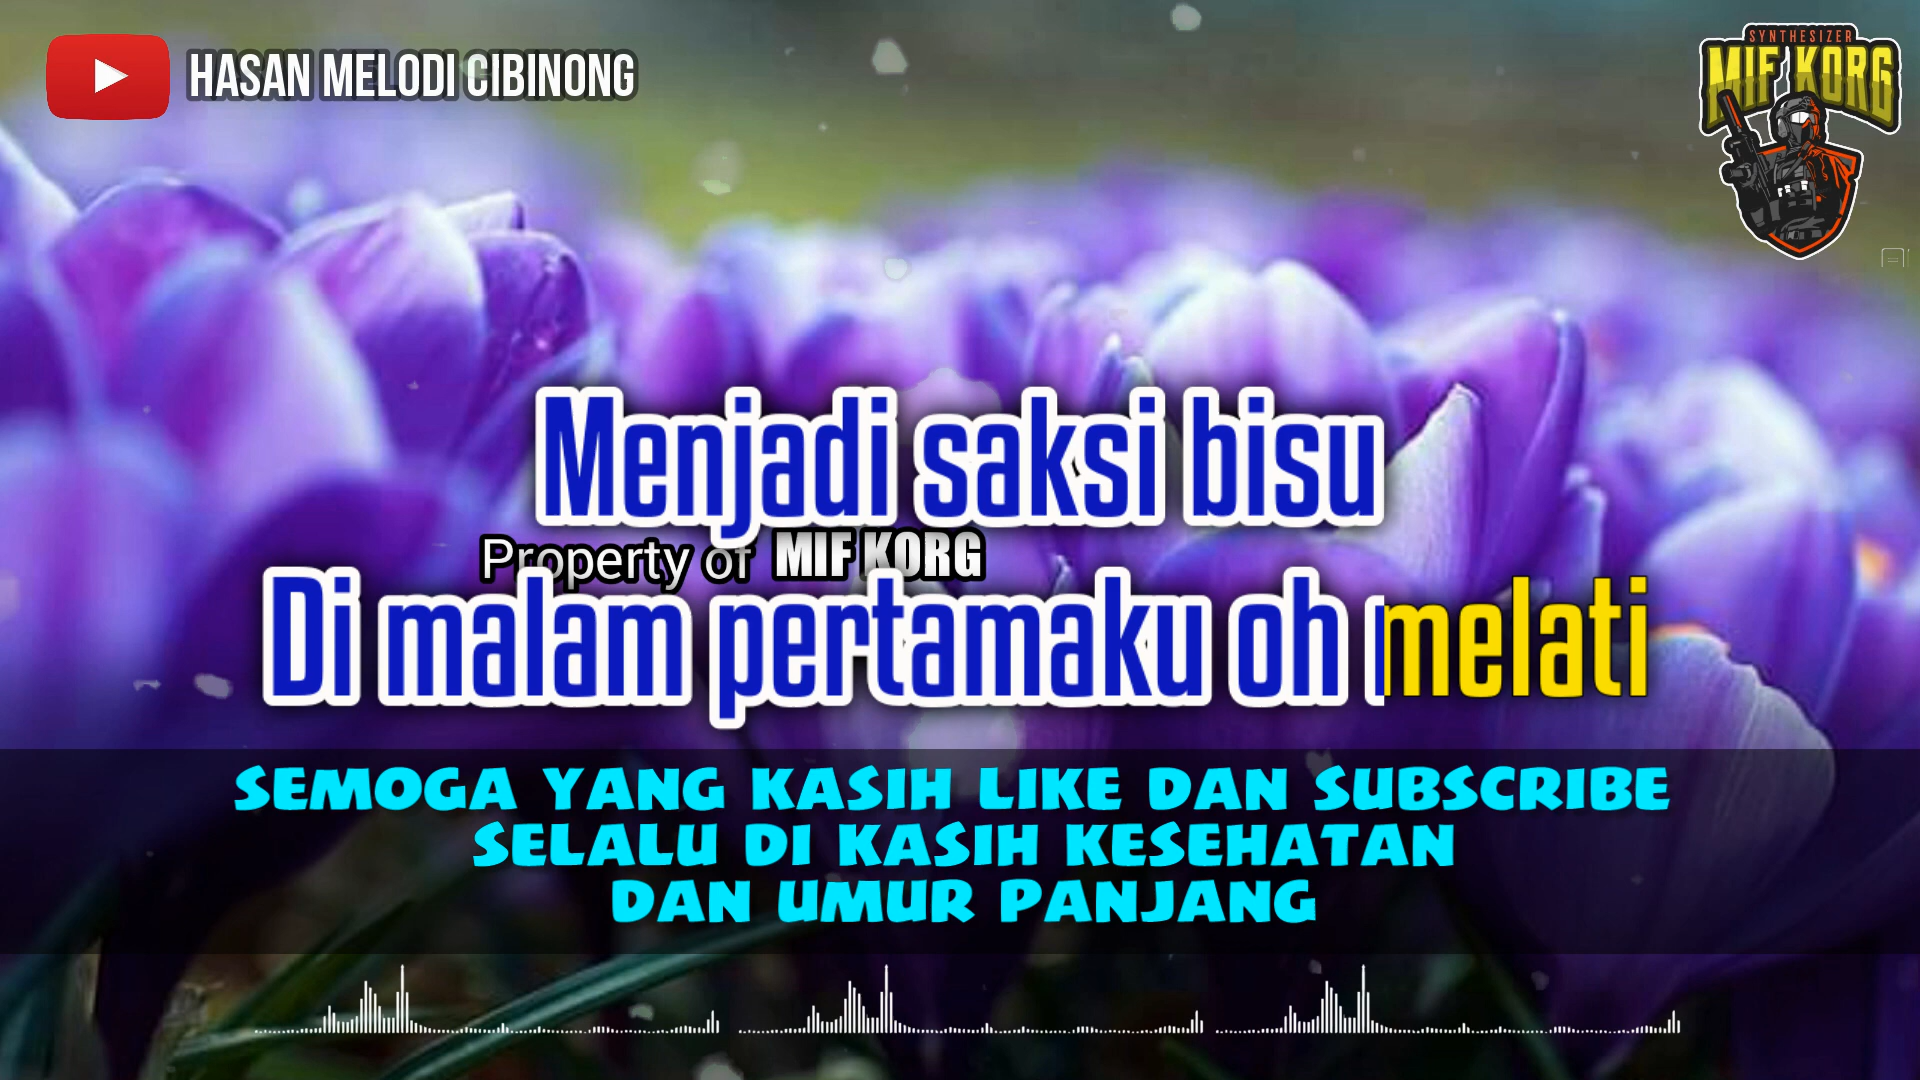 HASAN MELODI CIBINONG
SYNTHESIZER
MIF KORG
Menjadi saksi bisu
Property of MIF KORG
Di malam pertamaku oh melati
SEMOGA YANG KASIH LIKE DAN SUBSCRIBE
SELALU DI KASIH KESEHATAN
DAN UMUR PANJANG